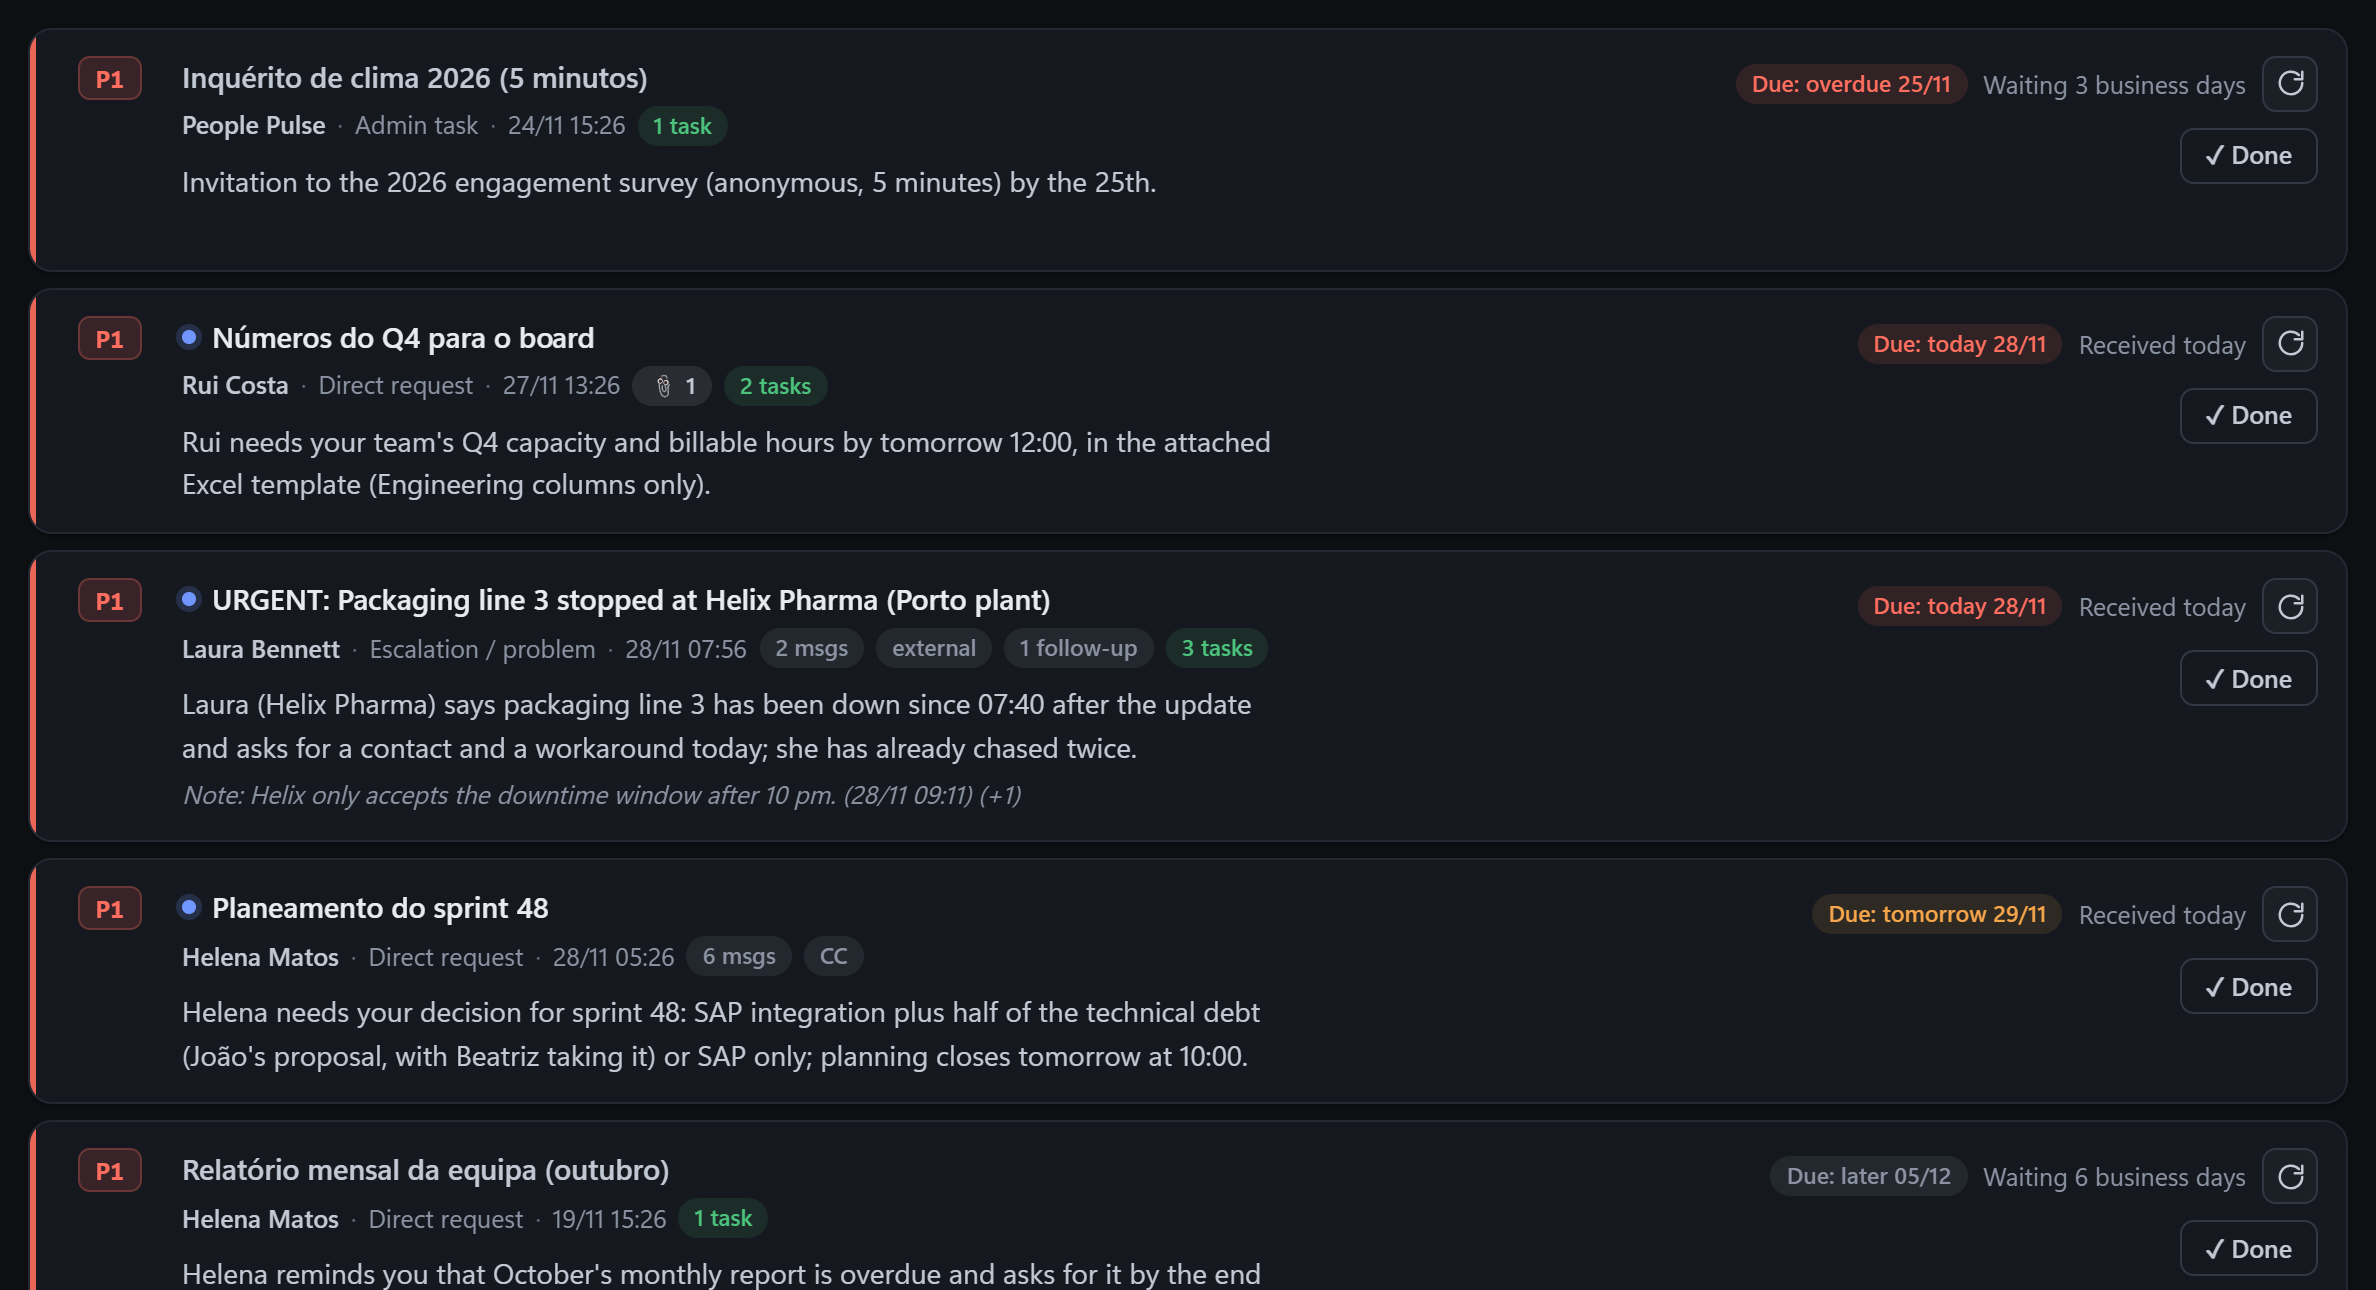 P1
Inquérito de clima 2026 (5 minutos)
Due: overdue 25/11 Waiting 3 business days
People Pulse · Admin task · 24/11 15:26 1 task
✓ Done
Invitation to the 2026 engagement survey (anonymous, 5 minutes) by the 25th.
P1
Números do Q4 para o board
Due: today 28/11 Received today
Rui Costa · Direct request · 27/11 13:26 1 2 tasks
✓ Done
Rui needs your team's Q4 capacity and billable hours by tomorrow 12:00, in the attached
Excel template (Engineering columns only).
P1
URGENT: Packaging line 3 stopped at Helix Pharma (Porto plant)
Due: today 28/11 Received today
Laura Bennett · Escalation / problem · 28/11 07:56 2 msgs external 1 follow-up 3 tasks
✓ Done
Laura (Helix Pharma) says packaging line 3 has been down since 07:40 after the update
and asks for a contact and a workaround today; she has already chased twice.
Note: Helix only accepts the downtime window after 10 pm. (28/11 09:11) (+1)
P1
Planeamento do sprint 48
Due: tomorrow 29/11 Received today
Helena Matos · Direct request · 28/11 05:26 6 msgs CC
✓ Done
Helena needs your decision for sprint 48: SAP integration plus half of the technical debt
(João's proposal, with Beatriz taking it) or SAP only; planning closes tomorrow at 10:00.
P1
Relatório mensal da equipa (outubro)
Due: later 05/12 Waiting 6 business days
Helena Matos · Direct request · 19/11 15:26 1 task
✓ Done
Helena reminds you that October's monthly report is overdue and asks for it by the end